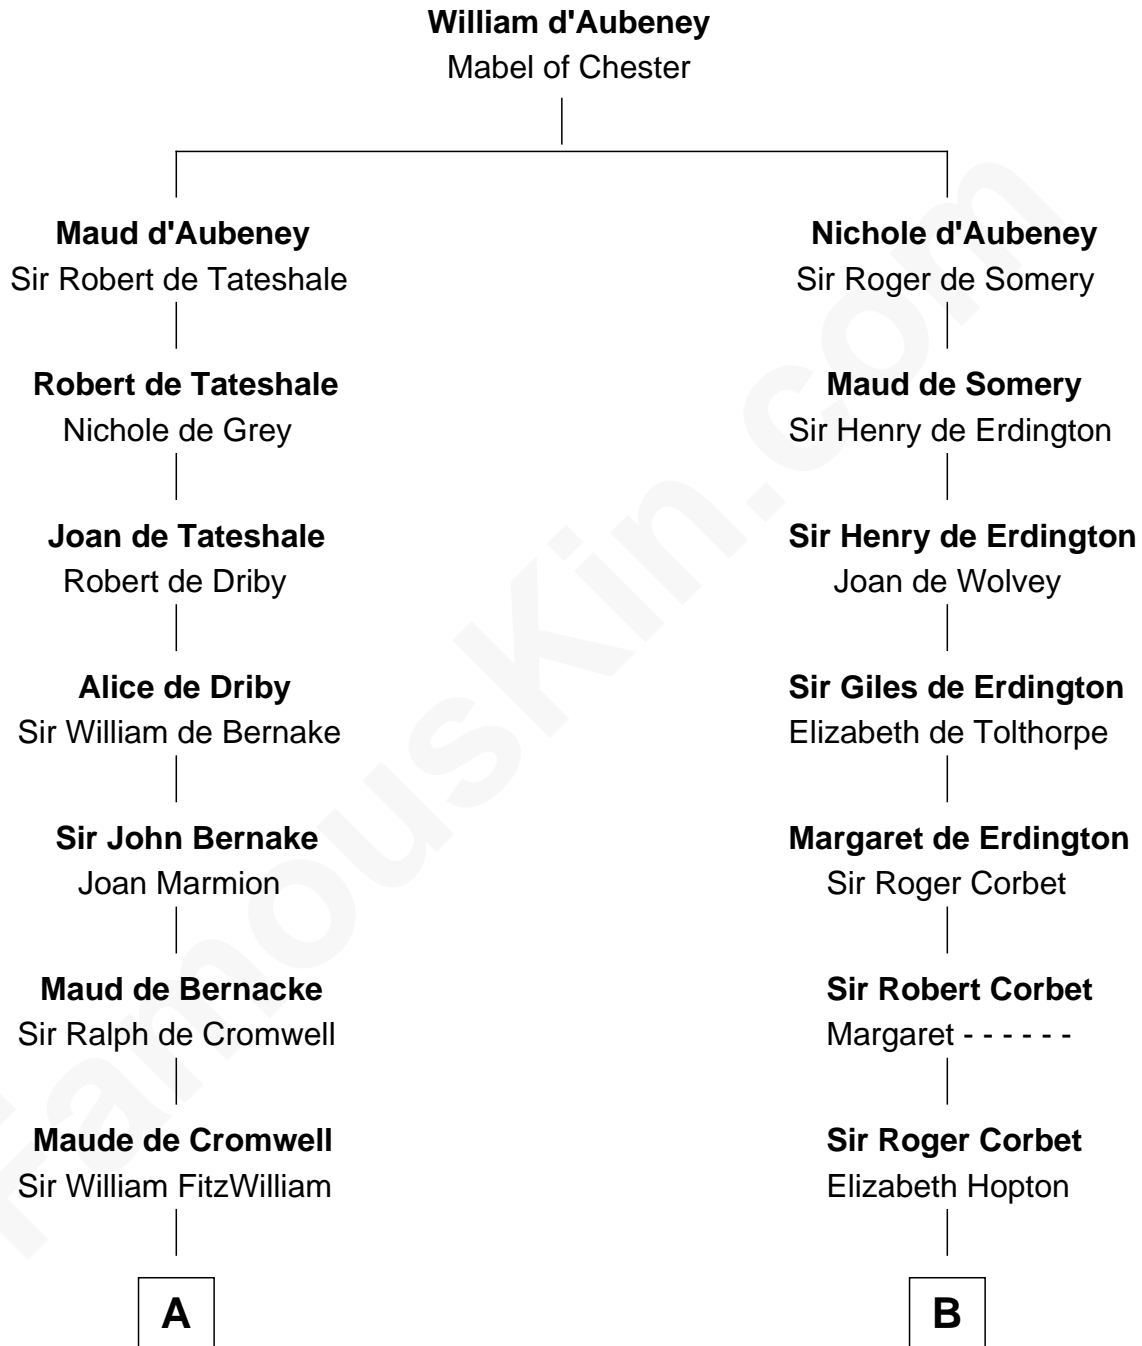 William d'Aubeney
Mabel of Chester
Maud d'Aubeney
Sir Robert de Tateshale
Robert de Tateshale
Nichole de Grey
Joan de Tateshale
Robert de Driby
Alice de Driby
Sir William de Bernake
Sir John Bernake
Joan Marmion
Maud de Bernacke
Sir Ralph de Cromwell
Maude de Cromwell
Sir William FitzWilliam
A
Nichole d'Aubeney
Sir Roger de Somery
Maud de Somery
Sir Henry de Erdington
Sir Henry de Erdington
Joan de Wolvey
Sir Giles de Erdington
Elizabeth de Tolthorpe
Margaret de Erdington
Sir Roger Corbet
Sir Robert Corbet
Margaret - - - - - -
Sir Roger Corbet
Elizabeth Hopton
B
FamousKin.com